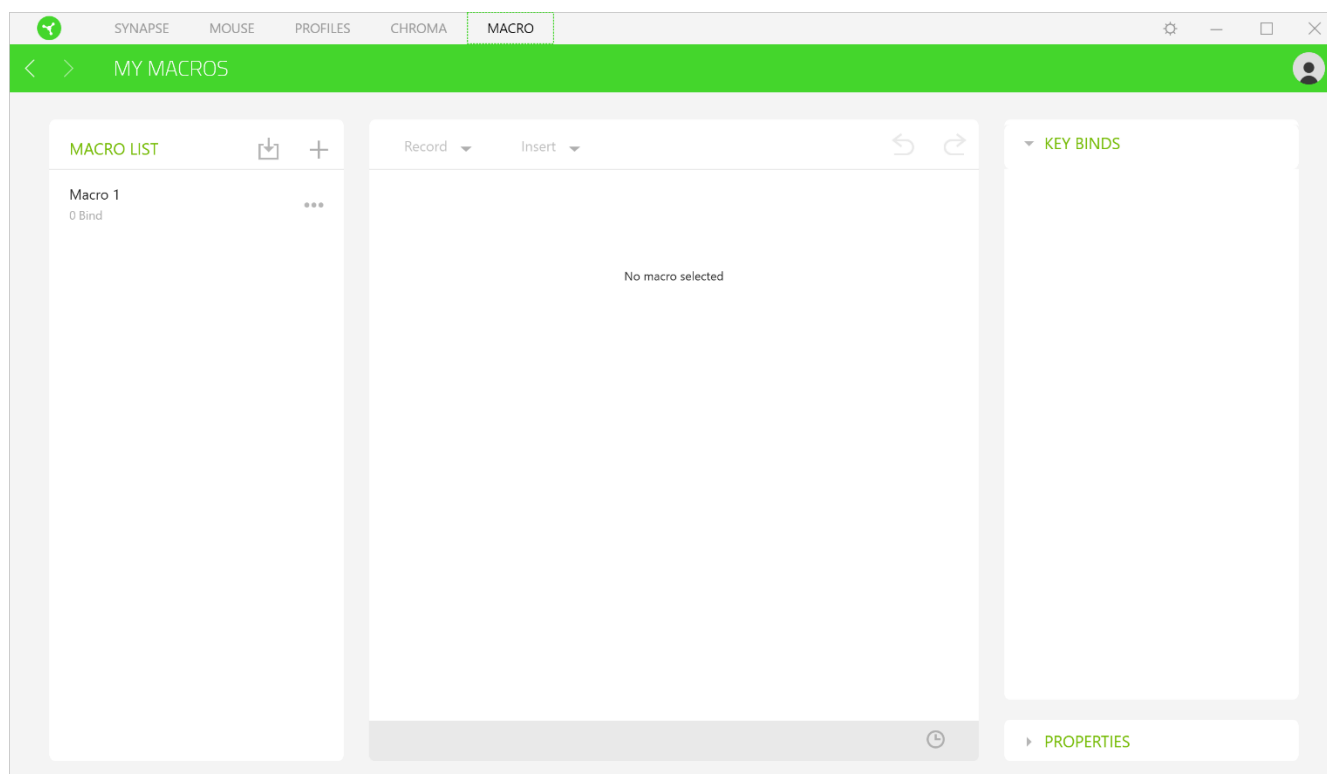 SYNAPSE MOUSE PROFILES CHROMA MACRO
MY MACROS
MACRO LIST
Macro 1
0 Bind
Record Insert
No macro selected
KEY BINDS
PROPERTIES